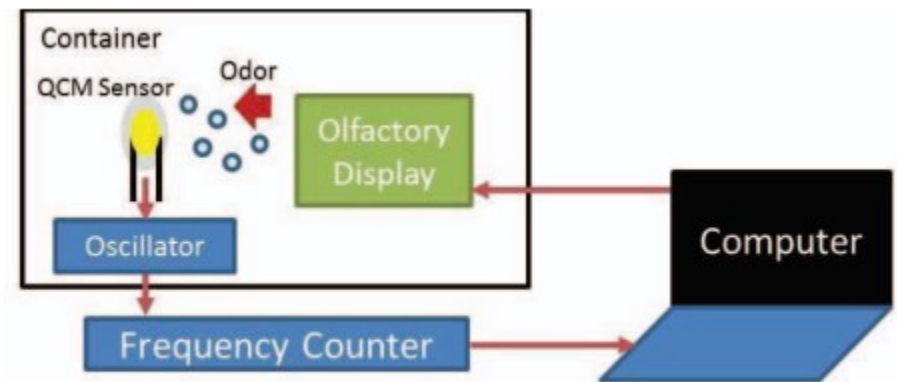 Container
QCM Sensor
Odor
Olfactory
Display
Oscillator
Computer
Frequency Counter